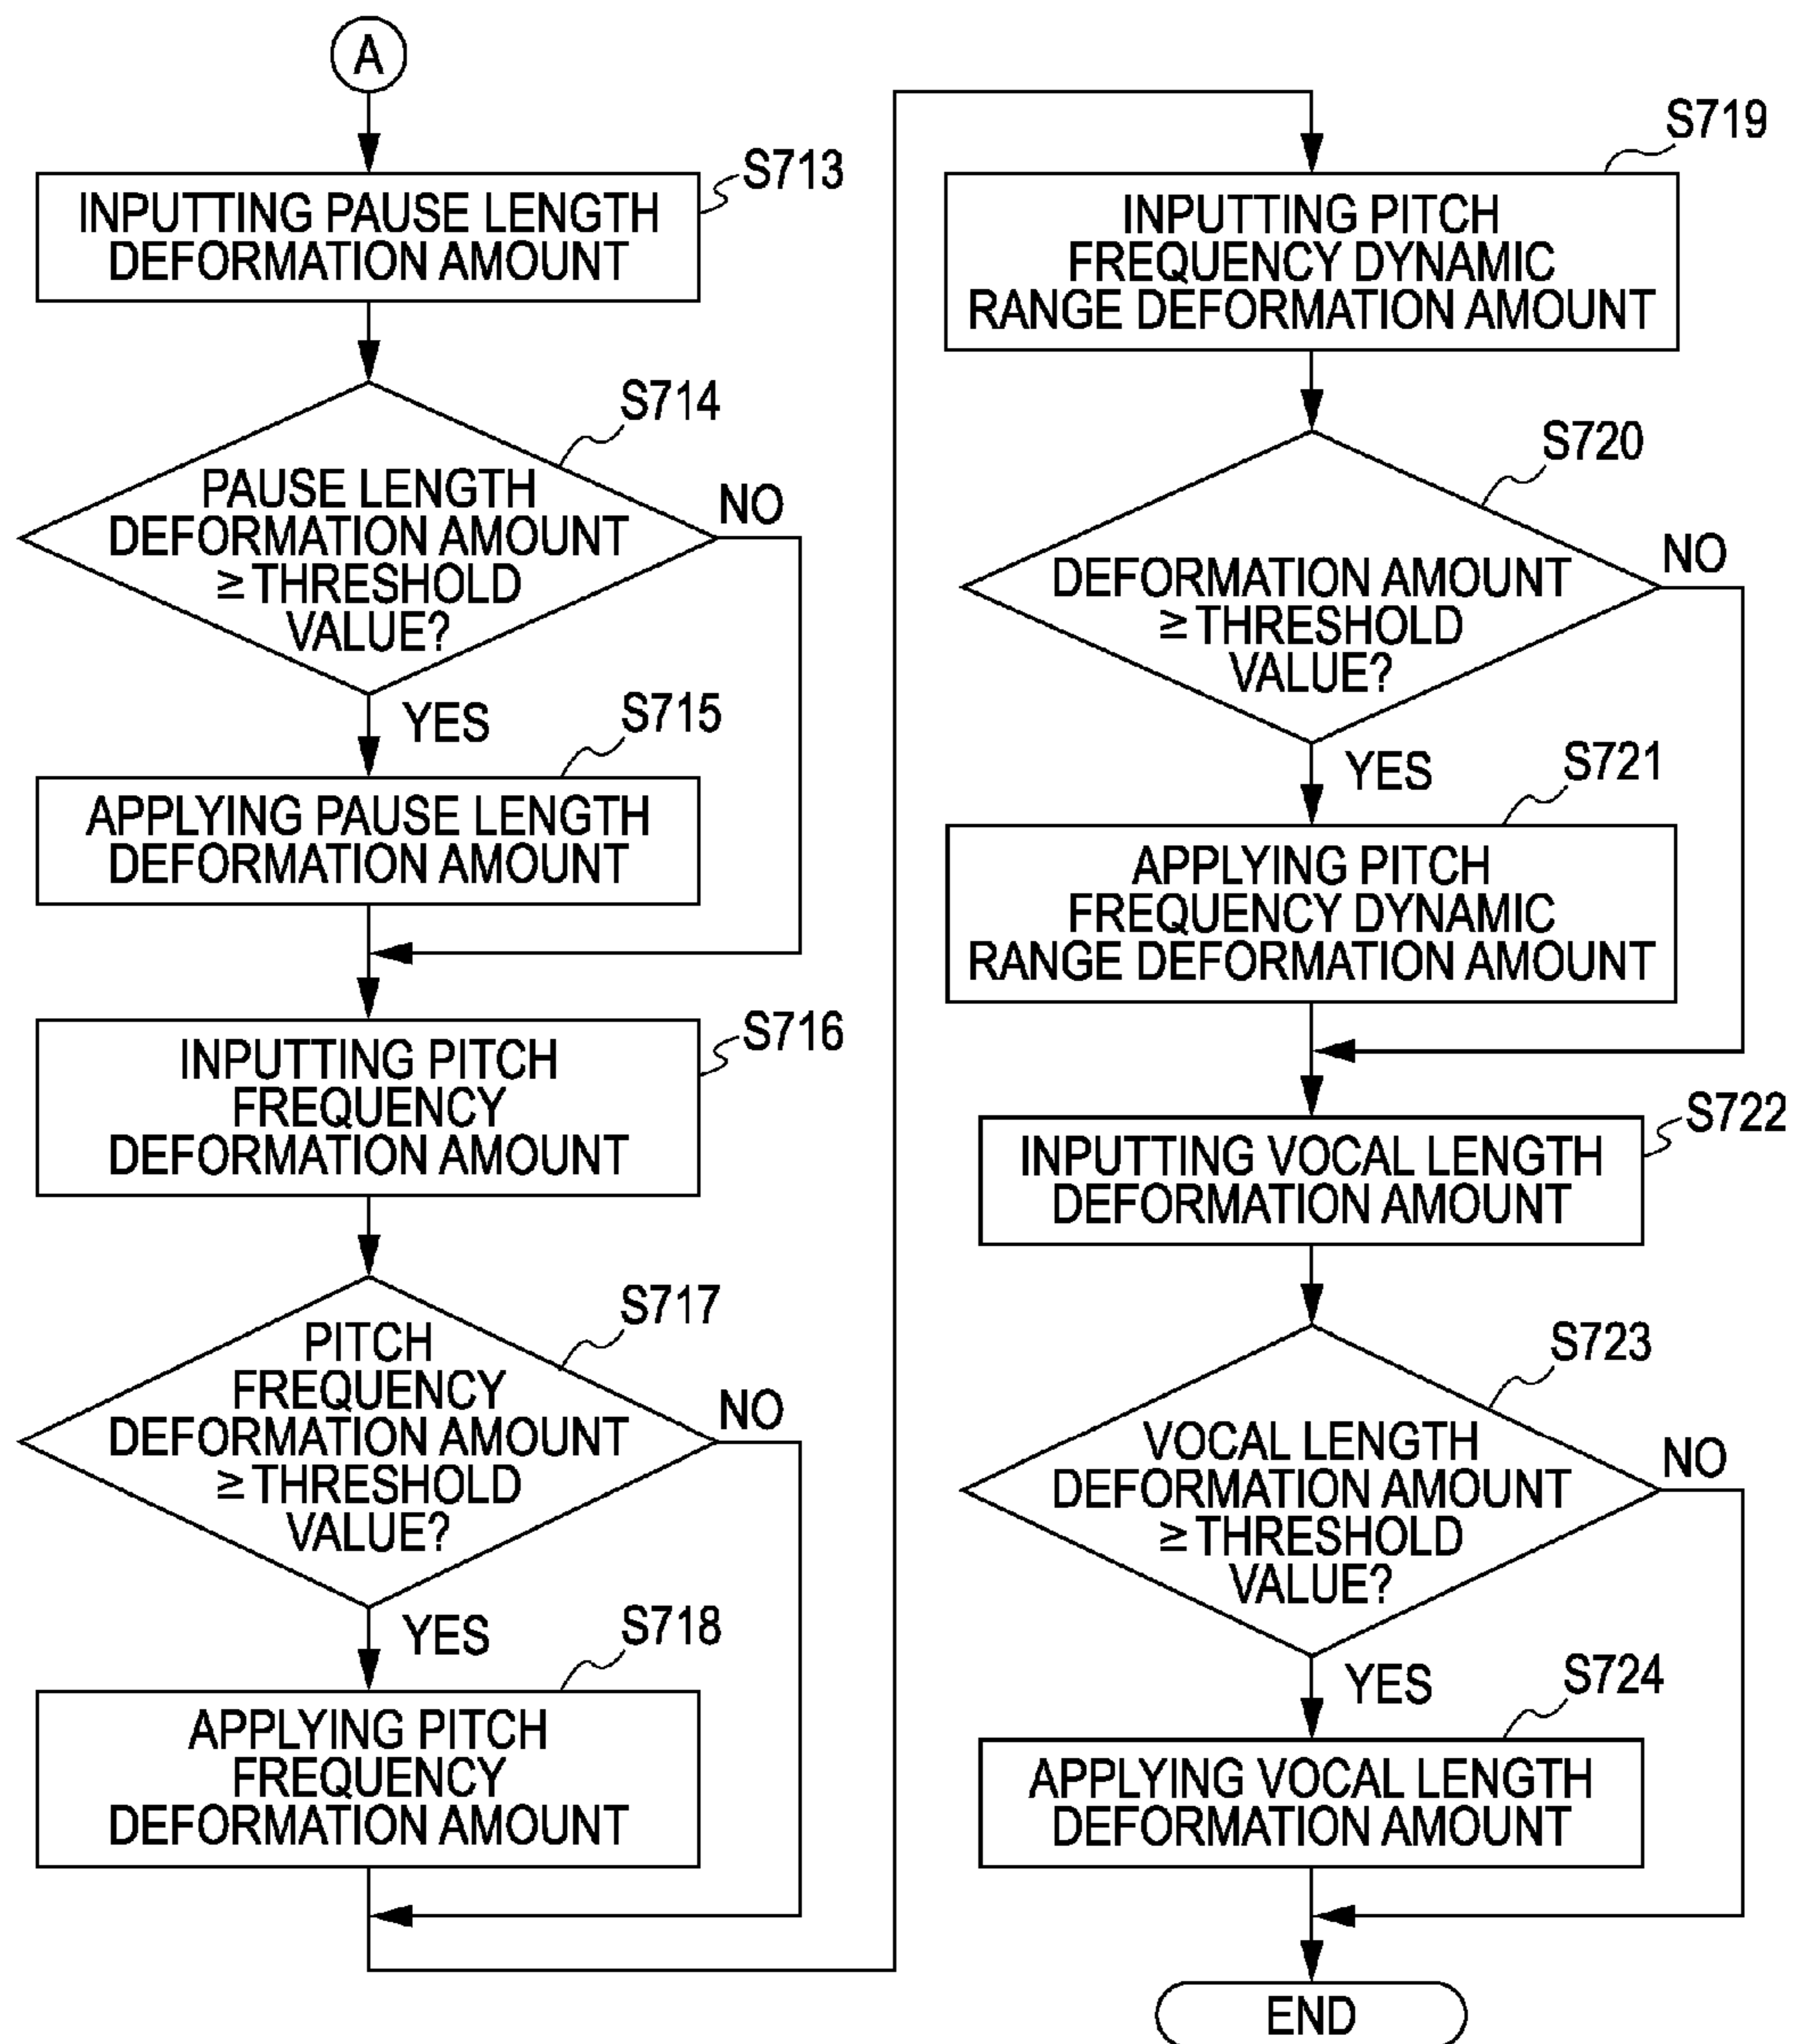 A
S713
INPUTTING PAUSE LENGTH
DEFORMATION AMOUNT
S714
PAUSE LENGTH
DEFORMATION AMOUNT
≥ THRESHOLD
VALUE?
NO
YES
S715
APPLYING PAUSE LENGTH
DEFORMATION AMOUNT
S716
INPUTTING PITCH
FREQUENCY
DEFORMATION AMOUNT
S717
PITCH
FREQUENCY
DEFORMATION AMOUNT
≥ THRESHOLD
VALUE?
NO
YES
S718
APPLYING PITCH
FREQUENCY
DEFORMATION AMOUNT
S719
INPUTTING PITCH
FREQUENCY DYNAMIC
RANGE DEFORMATION AMOUNT
S720
DEFORMATION AMOUNT
≥ THRESHOLD
VALUE?
NO
YES
S721
APPLYING PITCH
FREQUENCY DYNAMIC
RANGE DEFORMATION AMOUNT
S722
INPUTTING VOCAL LENGTH
DEFORMATION AMOUNT
S723
VOCAL LENGTH
DEFORMATION AMOUNT
≥ THRESHOLD
VALUE?
NO
YES
S724
APPLYING VOCAL LENGTH
DEFORMATION AMOUNT
END